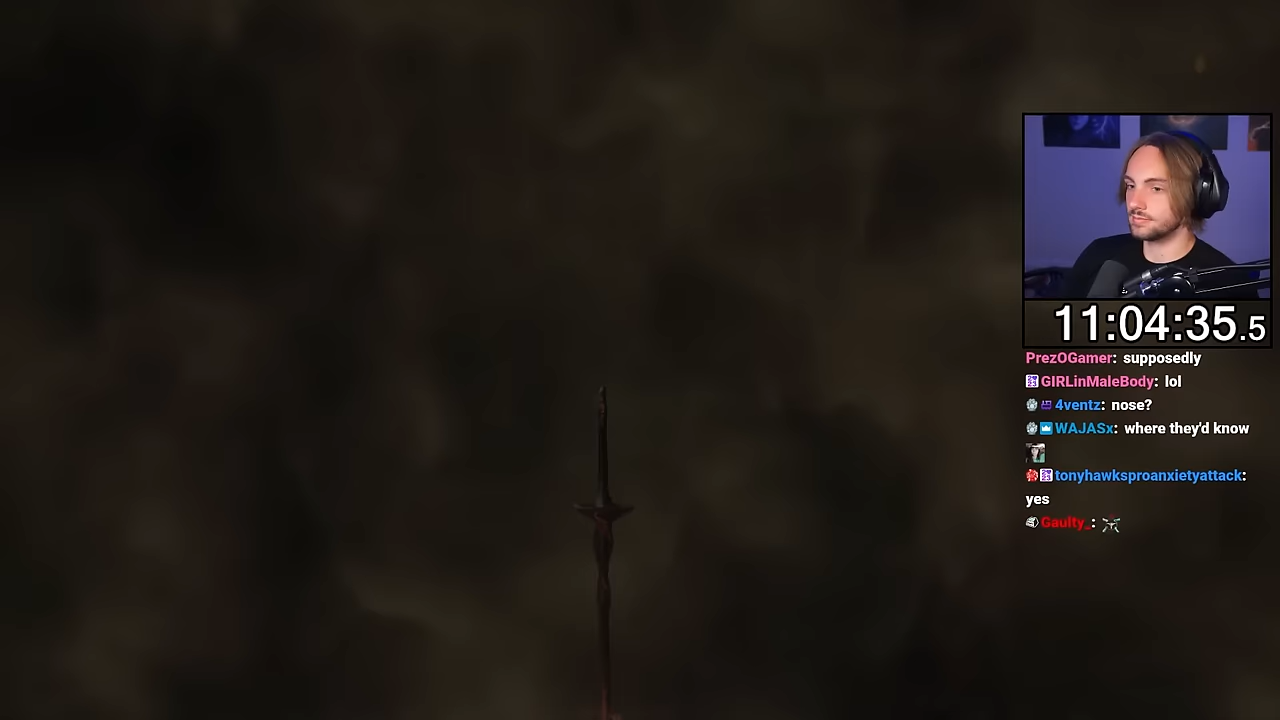 11:04:35.5
PrezOGamer: supposedly
GIRLinMaleBody: lol
4ventz: nose?
WAJASx: where they'd know
tonyhawksproanxietyattack:
yes
Gaulty_: